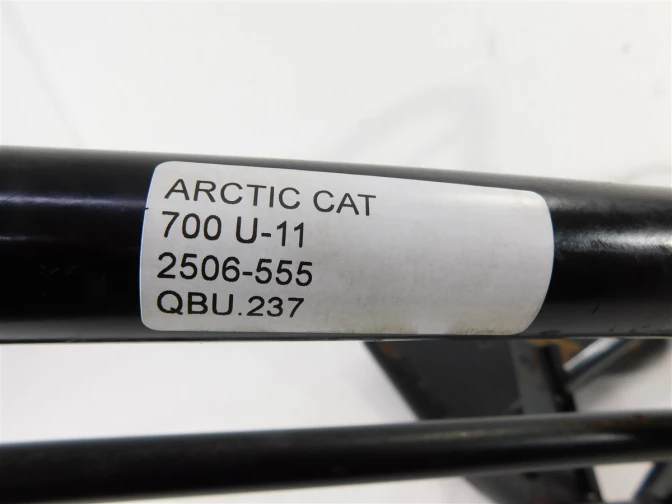 ARCTIC CAT
700 U-11
2506-555
QBU.237